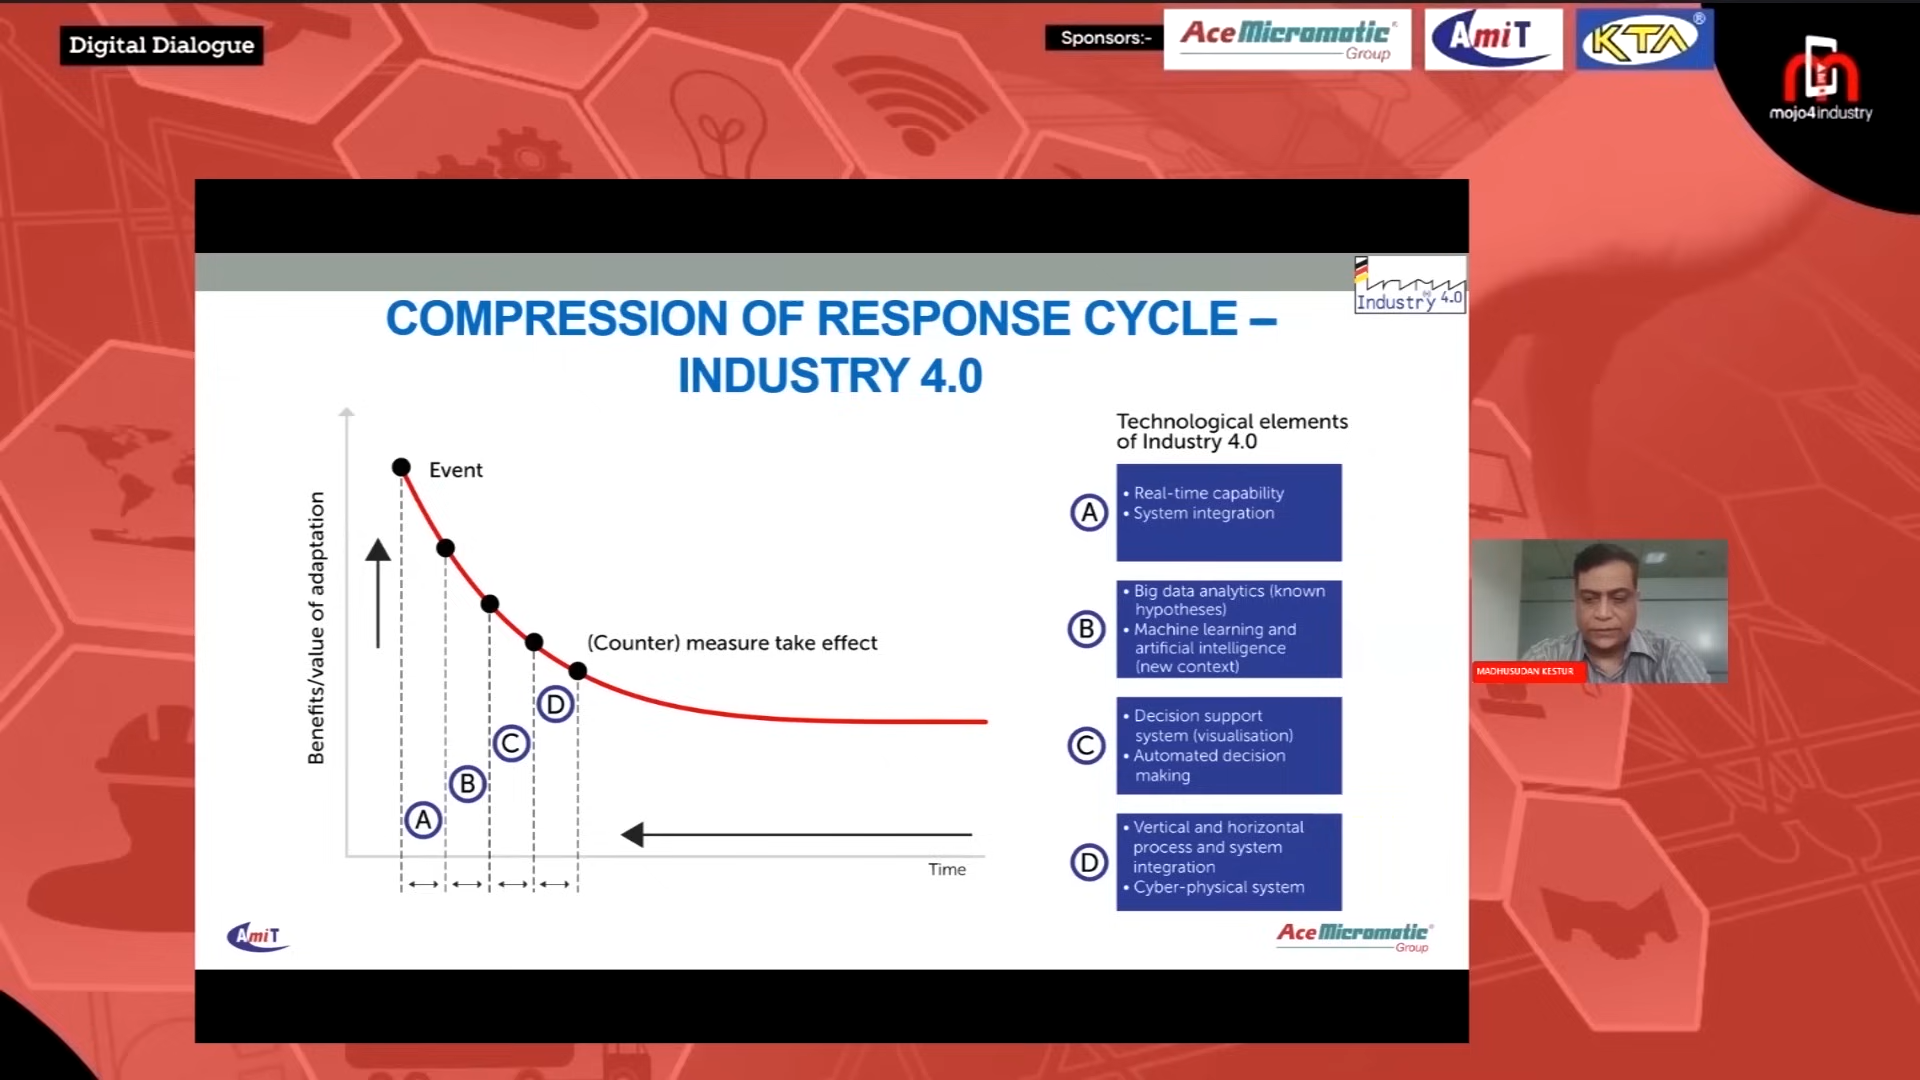 Digital Dialogue
Sponsors:-
AceMicromatic
Group
AmiT
KTA®
mojo4industry
Industry 4.0
COMPRESSION OF RESPONSE CYCLE –
INDUSTRY 4.0
Benefits/value of adaptation
Event
(Counter) measure take effect
A
B
C
D
Time
Technological elements
of Industry 4.0
A
• Real-time capability
• System integration
B
• Big data analytics (known
hypotheses)
• Machine learning and
artificial intelligence
(new context)
C
• Decision support
system (visualisation)
• Automated decision
making
D
• Vertical and horizontal
process and system
integration
• Cyber-physical system
MADHUSUDAN KESTUR
AmiT
AceMicromatic
Group